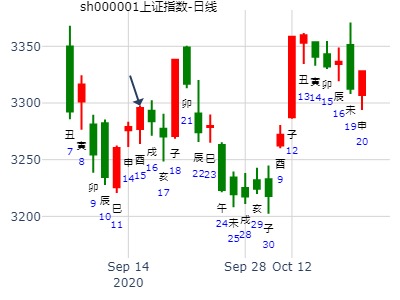 sh000001上证指数-日线
3350
3300
3250
3200
丑
7
寅
8
卯
9
辰
10
巳
11
申
14
酉
15
戌
16
亥
17
子
18
卯
21
辰
22
巳
23
午
24
未
25
申
28
亥
29
子
30
酉
9
子
12
丑
13
寅
14
卯
15
辰
16
未
19
申
20
Sep 14
2020
Sep 28
Oct 12